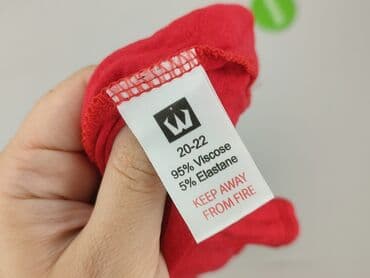 W
20-22
95% Viscose
5% Elastane
KEEP AWAY
FROM FIRE